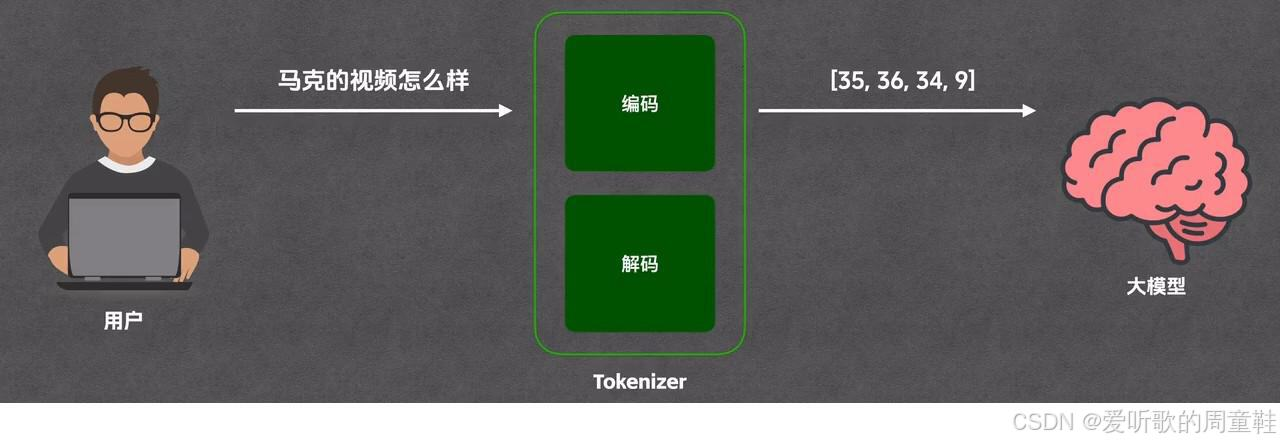 马克的视频怎么样
[35, 36, 34, 9]
编码
解码
用户
大模型
Tokenizer
CSDN @爱听歌的周童鞋